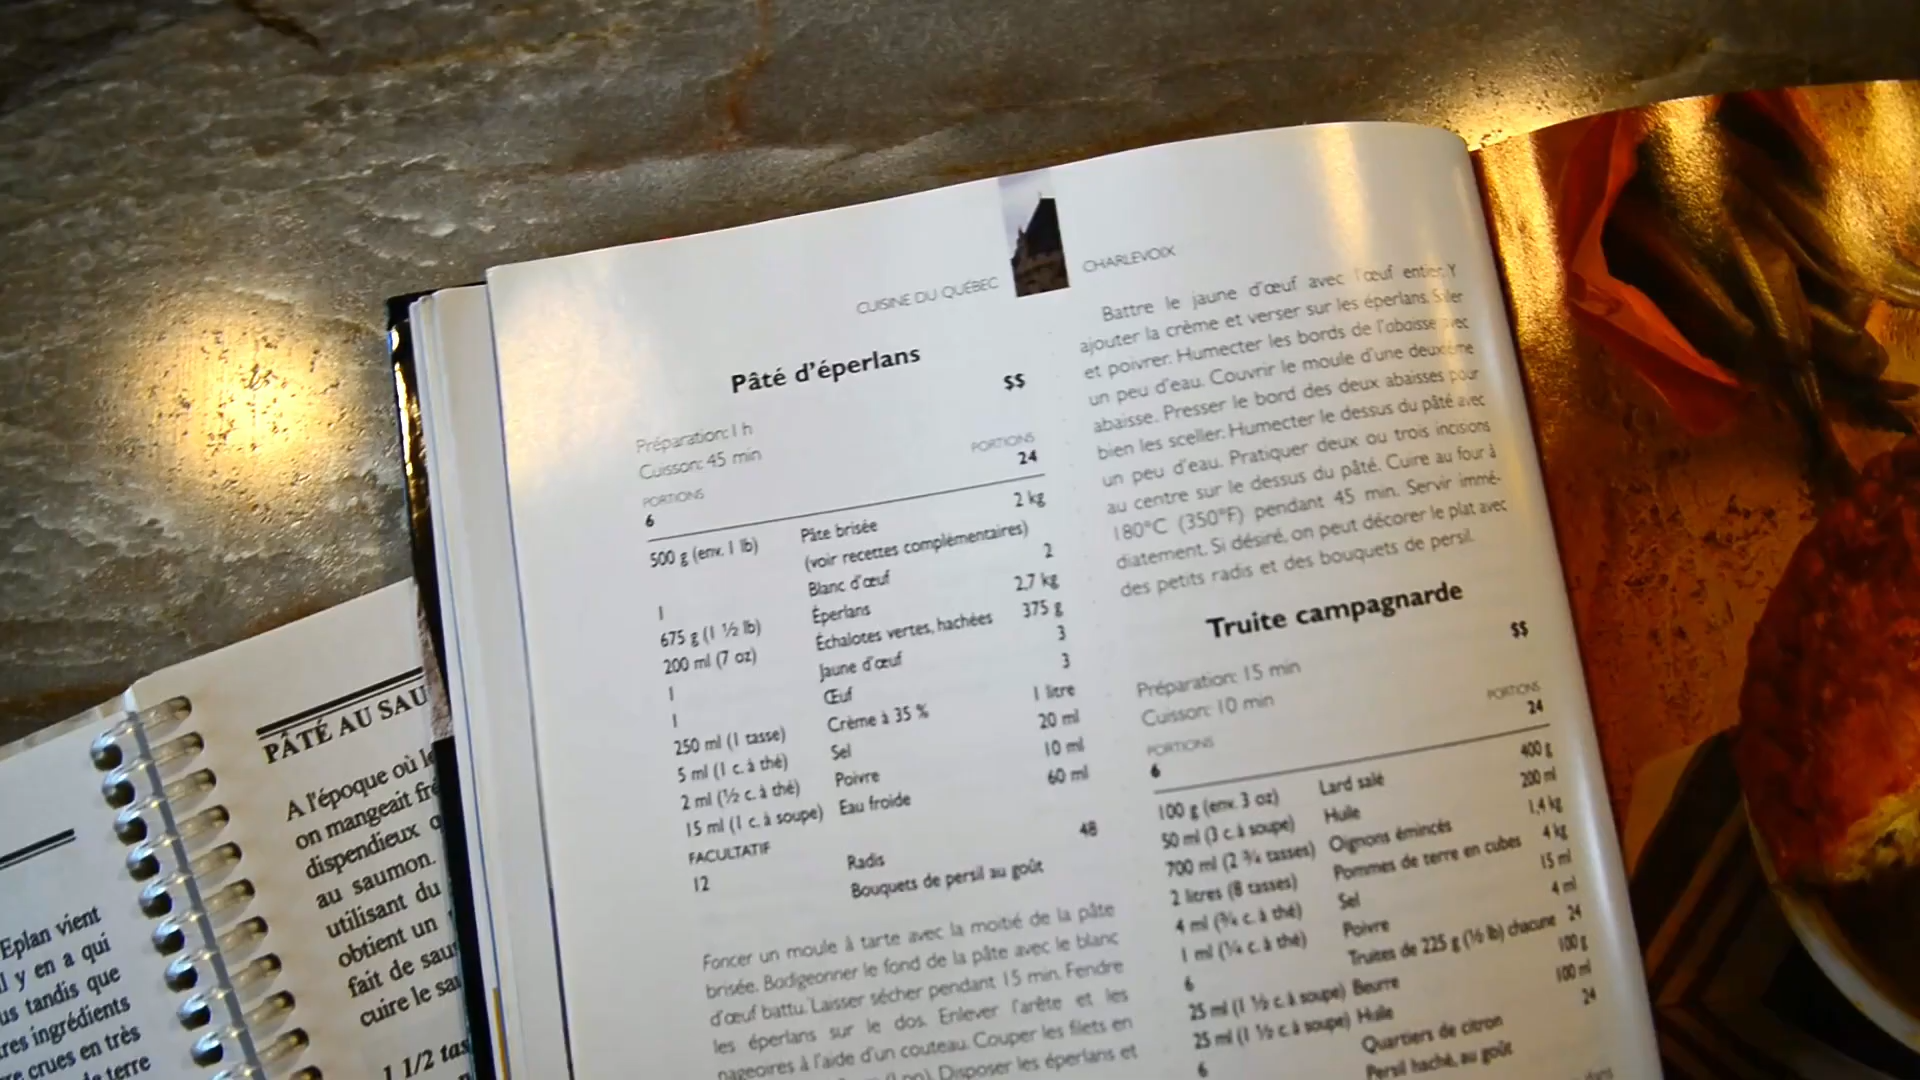 CUISINE DU QUÉBEC
CHARLEVOIX
Pâté d'éperlans
$$
Préparation: 1 h
Cuisson: 45 min
PORTIONS PORTIONS
6 24
500 g (env. 1 lb) Pâte brisée 2 kg
(voir recettes complémentaires)
1 Blanc d'œuf 2
675 g (1 ½ lb) Éperlans 2,7 kg
200 ml (7 oz) Échalotes vertes, hachées 375 g
1 Jaune d'œuf 3
1 Œuf 3
250 ml (1 tasse) Crème à 35 % 1 litre
5 ml (1 c. à thé) Sel 20 ml
2 ml (½ c. à thé) Poivre 10 ml
15 ml (1 c. à soupe) Eau froide 60 ml
FACULTATIF
12 Radis 48
Bouquets de persil au goût
Foncer un moule à tarte avec la moitié de la pâte
brisée. Badigeonner le fond de la pâte avec le blanc
d'œuf battu. Laisser sécher pendant 15 min. Fendre
les éperlans sur le dos. Enlever l'arête et les
nageoires à l'aide d'un couteau. Couper les filets en
Disposer les éperlans et
Battre le jaune d'œuf avec l'œuf entier. Y
ajouter la crème et verser sur les éperlans. Saler
et poivrer. Humecter les bords de l'abaisse avec
un peu d'eau. Couvrir le moule d'une deuxième
abaisse. Presser le bord des deux abaisses pour
bien les sceller. Humecter le dessus du pâté avec
un peu d'eau. Pratiquer deux ou trois incisions
au centre sur le dessus du pâté. Cuire au four à
180°C (350°F) pendant 45 min. Servir immé-
diatement. Si désiré, on peut décorer le plat avec
des petits radis et des bouquets de persil.
Truite campagnarde
$$
Préparation: 15 min
Cuisson: 10 min
PORTIONS PORTIONS
6 24
100 g (env. 3 oz) Lard salé 400 g
50 ml (3 c. à soupe) Huile 200 ml
700 ml (2 ¾ tasses) Oignons émincés 1,4 kg
2 litres (8 tasses) Pommes de terre en cubes 4 kg
4 ml (¾ c. à thé) Sel 15 ml
1 ml (¼ c. à thé) Poivre 4 ml
6 Truites de 225 g (½ lb) chacune 24
25 ml (1 ½ c. à soupe) Beurre 100 g
25 ml (1 ½ c. à soupe) Huile 100 ml
6 Quartiers de citron 24
Persil haché, au goût
PÂTÉ AU SAU
A l'époque où le
on mangeait fré
dispendieux
au saumon.
utilisant du
obtient un
fait de sau
cuire le sa
1 1/2 tas
Eplan vient
il y en a qui
us tandis que
res ingrédients
re crues en très
de terre